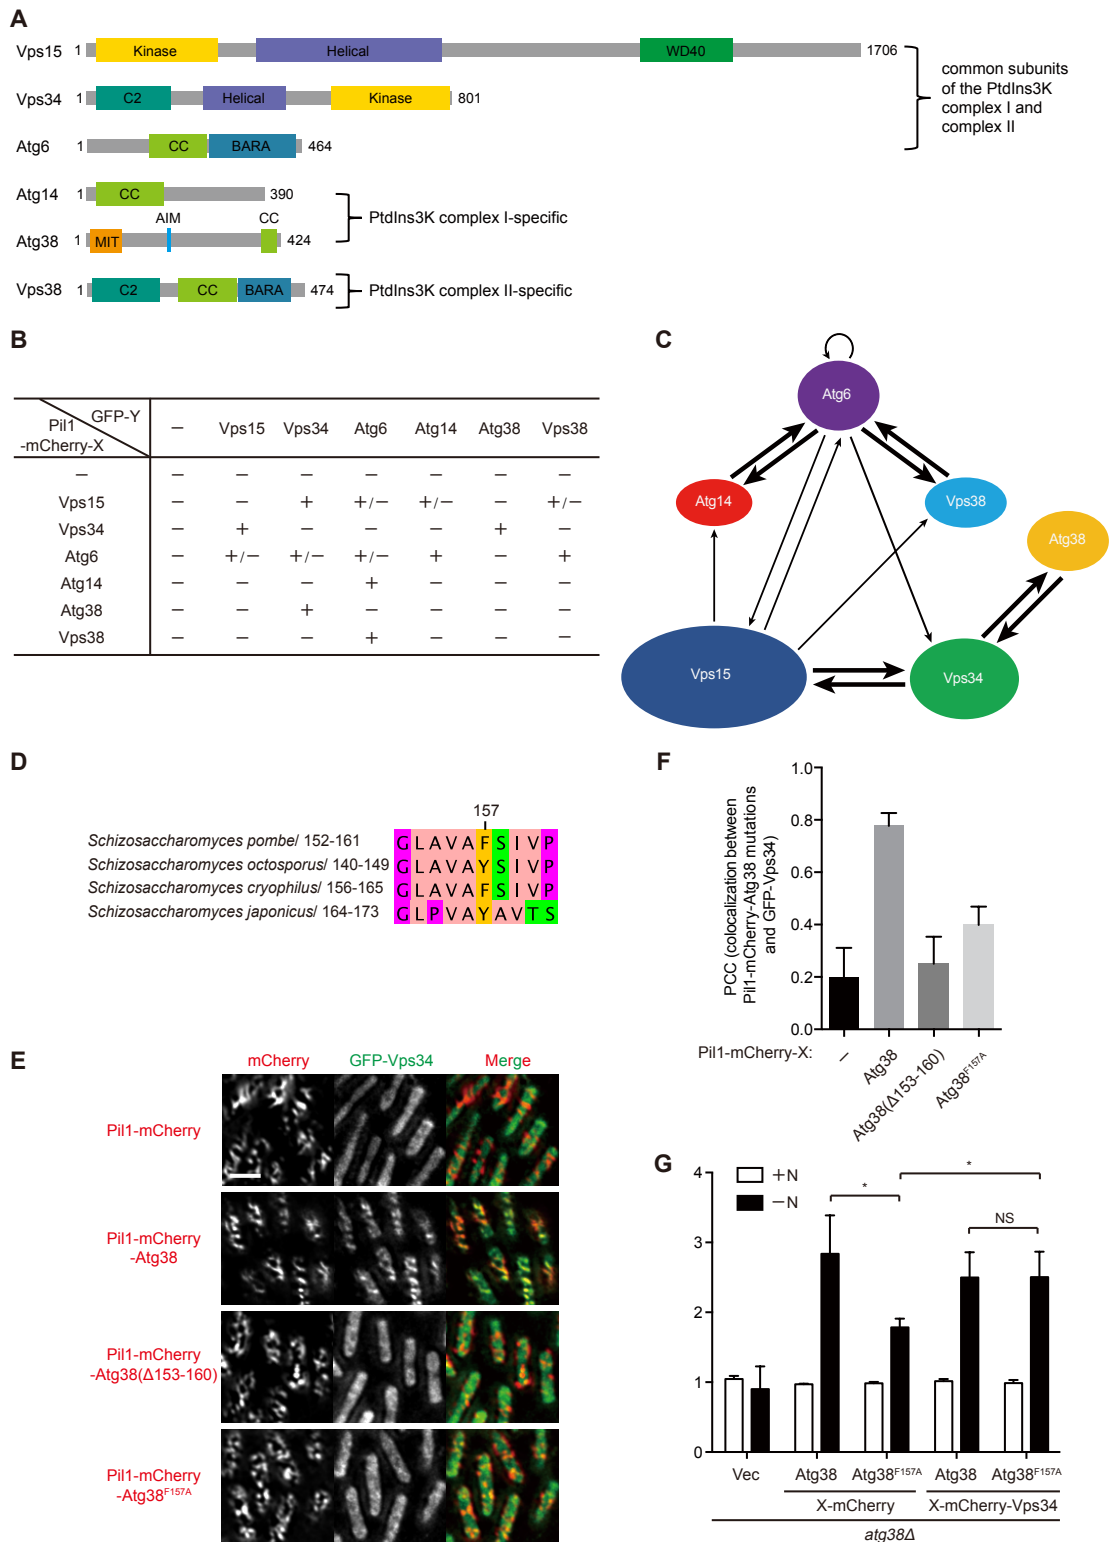 A
Vps15 1 Kinase Helical WD40 1706
Vps34 1 C2 Helical Kinase 801
Atg6 1 CC BARA 464
common subunits
of the PtdIns3K
complex I and
complex II
Atg14 1 CC 390
AIM CC
Atg38 1 MIT 424
PtdIns3K complex I-specific
Vps38 1 C2 CC BARA 474
PtdIns3K complex II-specific
B
GFP-Y
Pil1
-mCherry-X
− Vps15 Vps34 Atg6 Atg14 Atg38 Vps38
− − − − − − − −
Vps15 − − + +/− +/− − +/−
Vps34 − + − − − + −
Atg6 − +/− +/− +/− + − +
Atg14 − − − + − − −
Atg38 − − + − − − −
Vps38 − − − + − − −
C
Atg6
Atg14
Vps38
Atg38
Vps15
Vps34
D
157
Schizosaccharomyces pombe/ 152-161 GLAVAFSIVP
Schizosaccharomyces octosporus/ 140-149 GLAVAYSIVP
Schizosaccharomyces cryophilus/ 156-165 GLAVAFSIVP
Schizosaccharomyces japonicus/ 164-173 GLPVAYAVTS
E
mCherry GFP-Vps34 Merge
Pil1-mCherry
Pil1-mCherry
-Atg38
Pil1-mCherry
-Atg38(Δ153-160)
Pil1-mCherry
-Atg38F157A
F
PCC (colocalization between
Pil1-mCherry-Atg38 mutations
and GFP-Vps34)
1.0
0.8
0.6
0.4
0.2
0.0
Pil1-mCherry-X: − Atg38 Atg38(Δ153-160) Atg38F157A
G
+N
−N
4
3
2
1
0
*
*
NS
Vec Atg38 Atg38F157A Atg38 Atg38F157A
X-mCherry X-mCherry-Vps34
atg38Δ